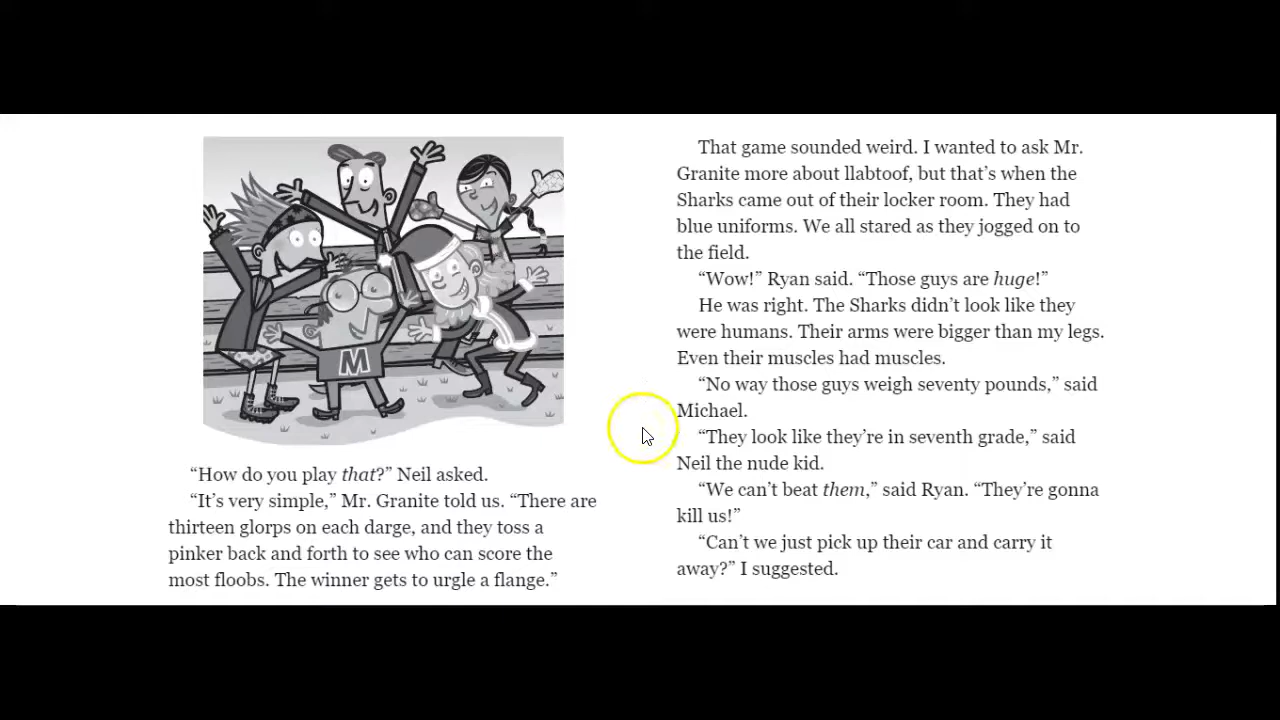 M
“How do you play that?” Neil asked.
“It’s very simple,” Mr. Granite told us. “There are
thirteen glorps on each darge, and they toss a
pinker back and forth to see who can score the
most floobs. The winner gets to urgle a flange.”
That game sounded weird. I wanted to ask Mr.
Granite more about llabtoof, but that’s when the
Sharks came out of their locker room. They had
blue uniforms. We all stared as they jogged on to
the field.
“Wow!” Ryan said. “Those guys are huge!”
He was right. The Sharks didn’t look like they
were humans. Their arms were bigger than my legs.
Even their muscles had muscles.
“No way those guys weigh seventy pounds,” said
Michael.
“They look like they’re in seventh grade,” said
Neil the nude kid.
“We can’t beat them,” said Ryan. “They’re gonna
kill us!”
“Can’t we just pick up their car and carry it
away?” I suggested.